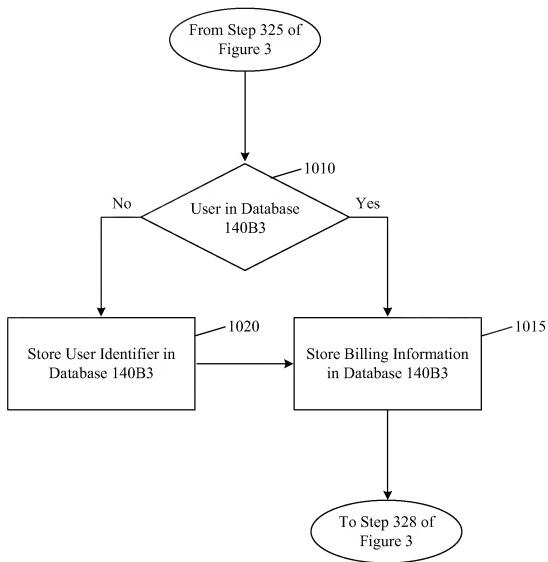 From Step 325 of
Figure 3
1010
User in Database
140B3
No
Yes
1020
Store User Identifier in
Database 140B3
1015
Store Billing Information
in Database 140B3
To Step 328 of
Figure 3